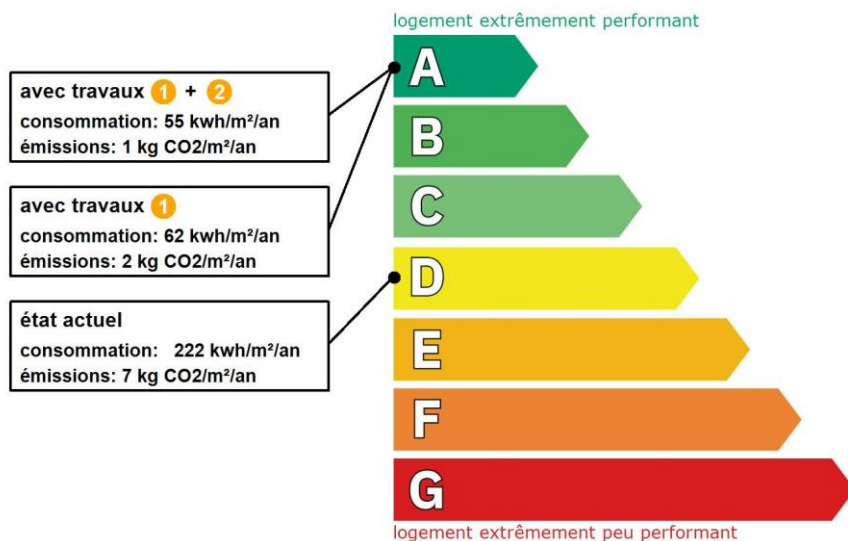 logement extrêmement performant
avec travaux 1 + 2
consommation: 55 kwh/m²/an
émissions: 1 kg CO2/m²/an
avec travaux 1
consommation: 62 kwh/m²/an
émissions: 2 kg CO2/m²/an
état actuel
consommation: 222 kwh/m²/an
émissions: 7 kg CO2/m²/an
A
B
C
D
E
F
G
logement extrêmement peu performant